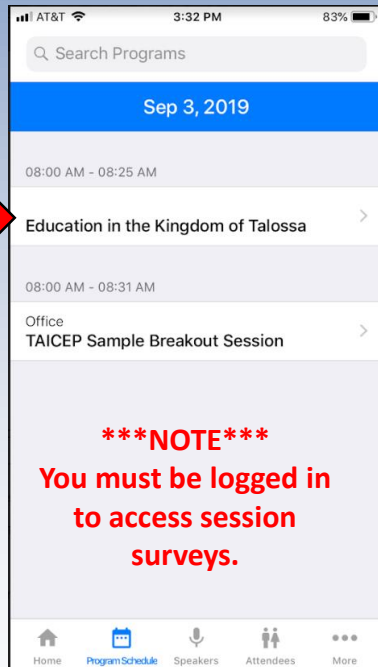 AT&T 3:32 PM 83%
Search Programs
Sep 3, 2019
08:00 AM - 08:25 AM
Education in the Kingdom of Talossa
08:00 AM - 08:31 AM
Office
TAICEP Sample Breakout Session
***NOTE***
You must be logged in
to access session
surveys.
Home Program Schedule Speakers Attendees More